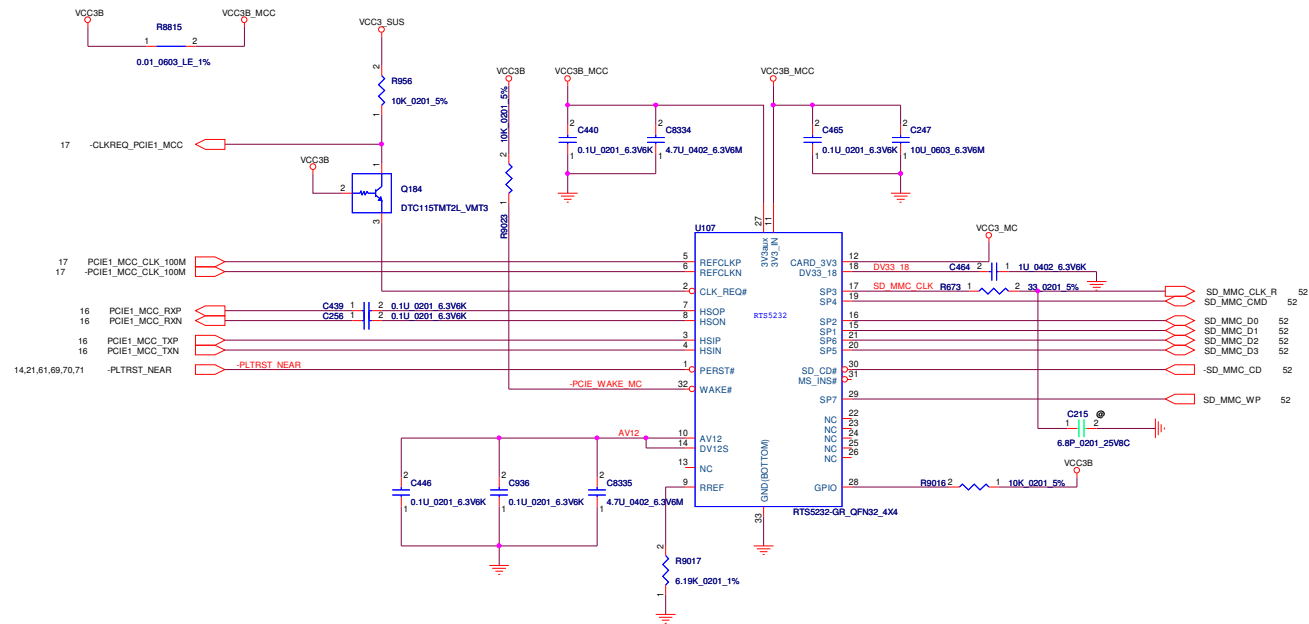 VCC3B
VCC3B_MCC
R8815
1
2
0.01_0603_LE_1%
VCC3_SUS
2
R956
10K_0201_5%
1
VCC3B
10K_0201_5%
2
1
R9023
VCC3B_MCC
2
C440
0.1U_0201_6.3V6K
1
2
C8334
4.7U_0402_6.3V6M
1
VCC3B_MCC
2
C465
0.1U_0201_6.3V6K
1
2
C247
10U_0603_6.3V6M
1
17 -CLKREQ_PCIE1_MCC
VCC3B
1
2
3
Q184
DTC115TMT2L_VMT3
U107
27
11
3V3aux
3V3_IN
VCC3_MC
17 PCIE1_MCC_CLK_100M
5 REFCLKP
17 -PCIE1_MCC_CLK_100M
6 REFCLKN
2 CLK_REQ#
16 PCIE1_MCC_RXP
C439 1 2 0.1U_0201_6.3V6K
7 HSOP
16 PCIE1_MCC_RXN
C256 1 2 0.1U_0201_6.3V6K
8 HSON
16 PCIE1_MCC_TXP
3 HSIP
16 PCIE1_MCC_TXN
4 HSIN
14,21,61,69,70,71 -PLTRST_NEAR
-PLTRST_NEAR
1 PERST#
-PCIE_WAKE_MC
32 WAKE#
AV12
10 AV12
14 DV12S
13 NC
9 RREF
RTS5232
GND(BOTTOM)
33
RTS5232-GR_QFN32_4X4
CARD_3V3 12
DV33_18 18
DV33_18
C464 2 1 1U_0402_6.3V6K
SP3 17
SD_MMC_CLK
R673 1 2 33_0201_5%
SD_MMC_CLK_R 52
SP4 19
SD_MMC_CMD 52
SP2 16
SD_MMC_D0 52
SP1 15
SD_MMC_D1 52
SP6 21
SD_MMC_D2 52
SP5 20
SD_MMC_D3 52
SD_CD# 30
-SD_MMC_CD 52
MS_INS# 31
SP7 29
SD_MMC_WP 52
NC 22
NC 23
NC 24
NC 25
NC 26
C215 @
1 2
6.8P_0201_25V8C
VCC3B
GPIO 28
R9016 2 1 10K_0201_5%
2
C446
0.1U_0201_6.3V6K
1
2
C936
0.1U_0201_6.3V6K
1
2
C8335
4.7U_0402_6.3V6M
1
2
R9017
6.19K_0201_1%
1